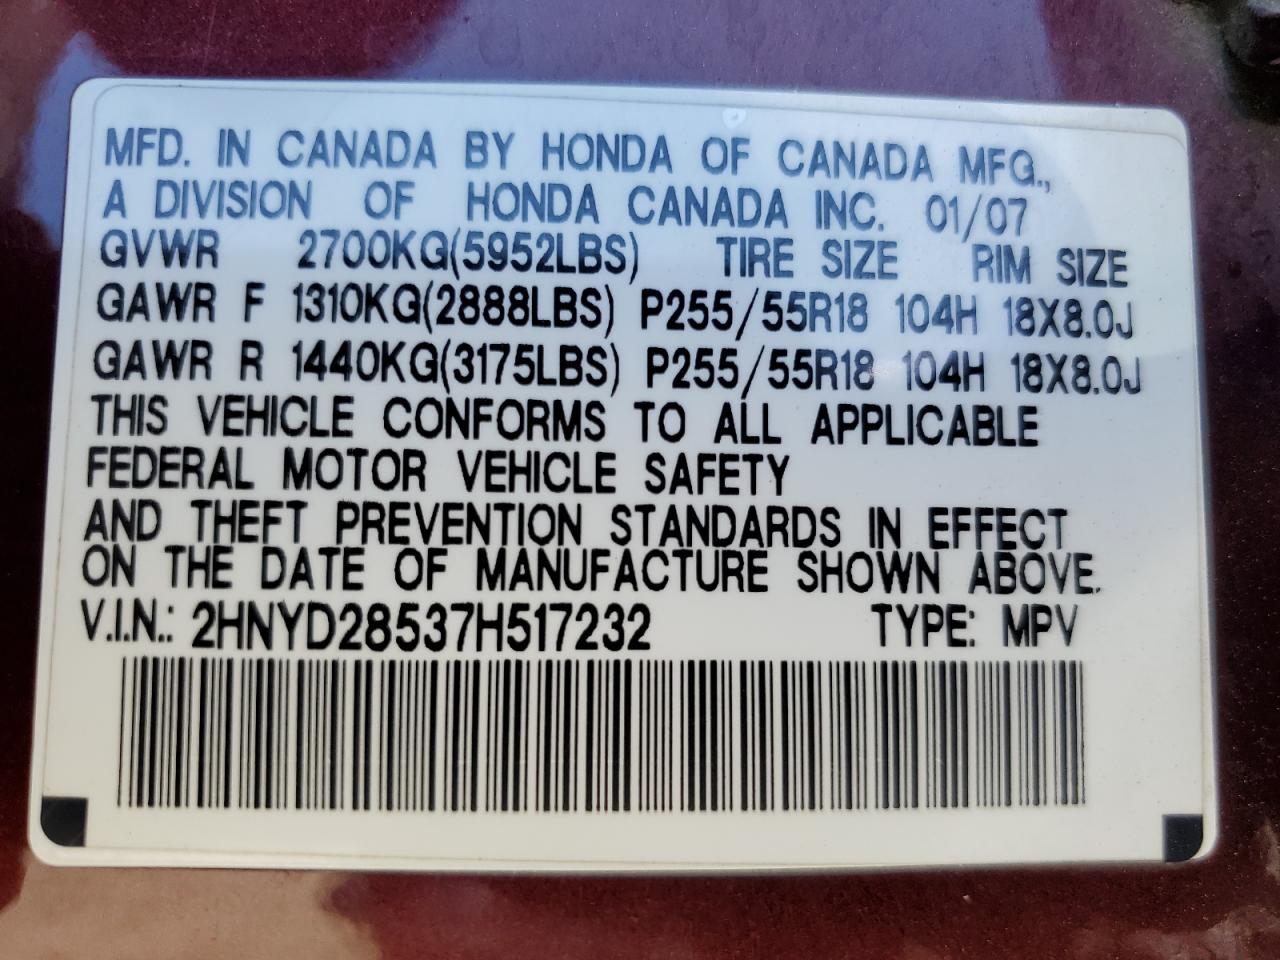 MFD. IN CANADA BY HONDA OF CANADA MFG.,
A DIVISION OF HONDA CANADA INC. 01/07
GVWR 2700KG(5952LBS) TIRE SIZE RIM SIZE
GAWR F 1310KG(2888LBS) P255/55R18 104H 18X8.0J
GAWR R 1440KG(3175LBS) P255/55R18 104H 18X8.0J
THIS VEHICLE CONFORMS TO ALL APPLICABLE
FEDERAL MOTOR VEHICLE SAFETY
AND THEFT PREVENTION STANDARDS IN EFFECT
ON THE DATE OF MANUFACTURE SHOWN ABOVE.
V.I.N.: 2HNYD28537H517232 TYPE: MPV